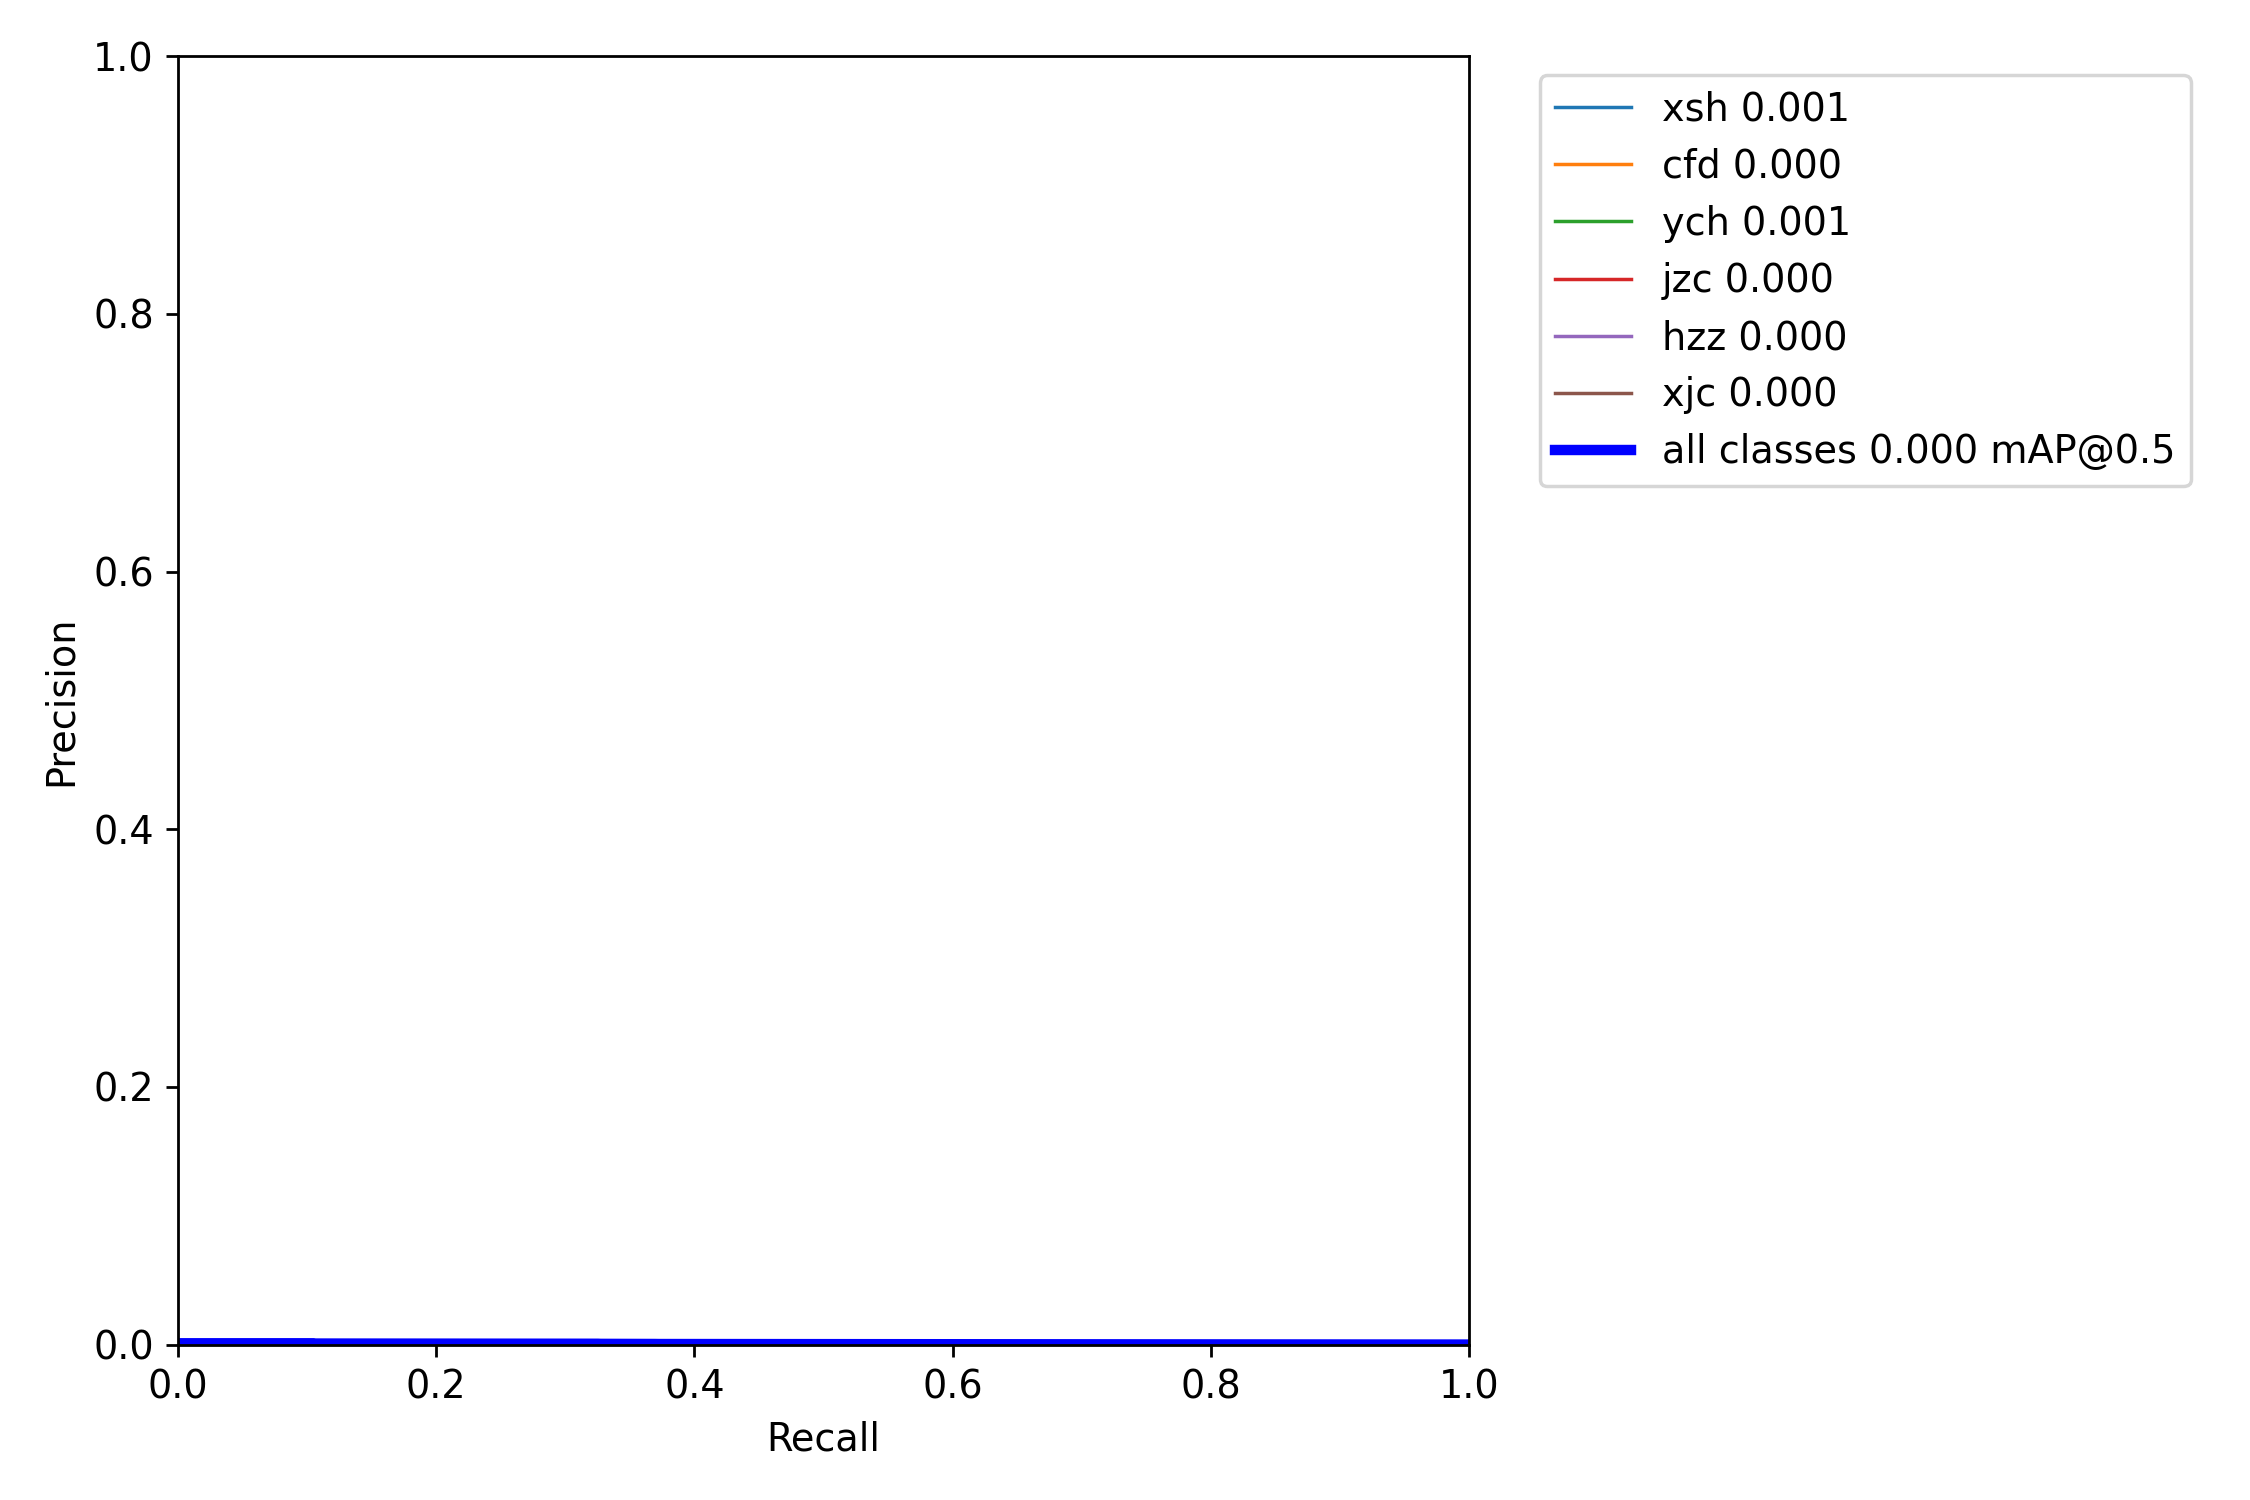 1.0
0.8
0.6
0.4
0.2
0.0
Precision
0.0 0.2 0.4 0.6 0.8 1.0
Recall
xsh 0.001
cfd 0.000
ych 0.001
jzc 0.000
hzz 0.000
xjc 0.000
all classes 0.000 mAP@0.5